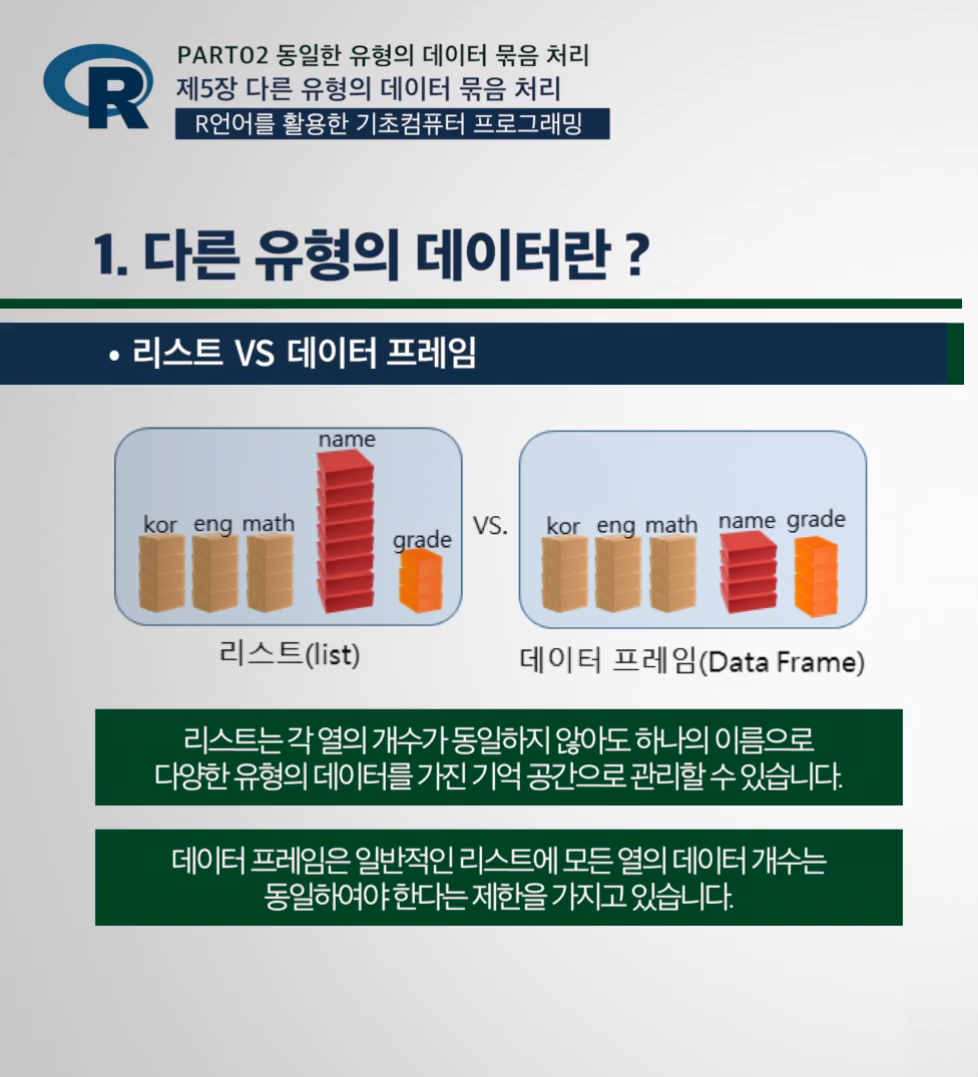 R
PART02 동일한 유형의 데이터 묶음 처리
제5장 다른 유형의 데이터 묶음 처리
R언어를 활용한 기초컴퓨터 프로그래밍
1. 다른 유형의 데이터란 ?
• 리스트 VS 데이터 프레임
kor eng math name grade
리스트(list)
VS.
kor eng math name grade
데이터 프레임(Data Frame)
리스트는 각 열의 개수가 동일하지 않아도 하나의 이름으로
다양한 유형의 데이터를 가진 기억 공간으로 관리할 수 있습니다.
데이터 프레임은 일반적인 리스트에 모든 열의 데이터 개수는
동일하여야 한다는 제한을 가지고 있습니다.